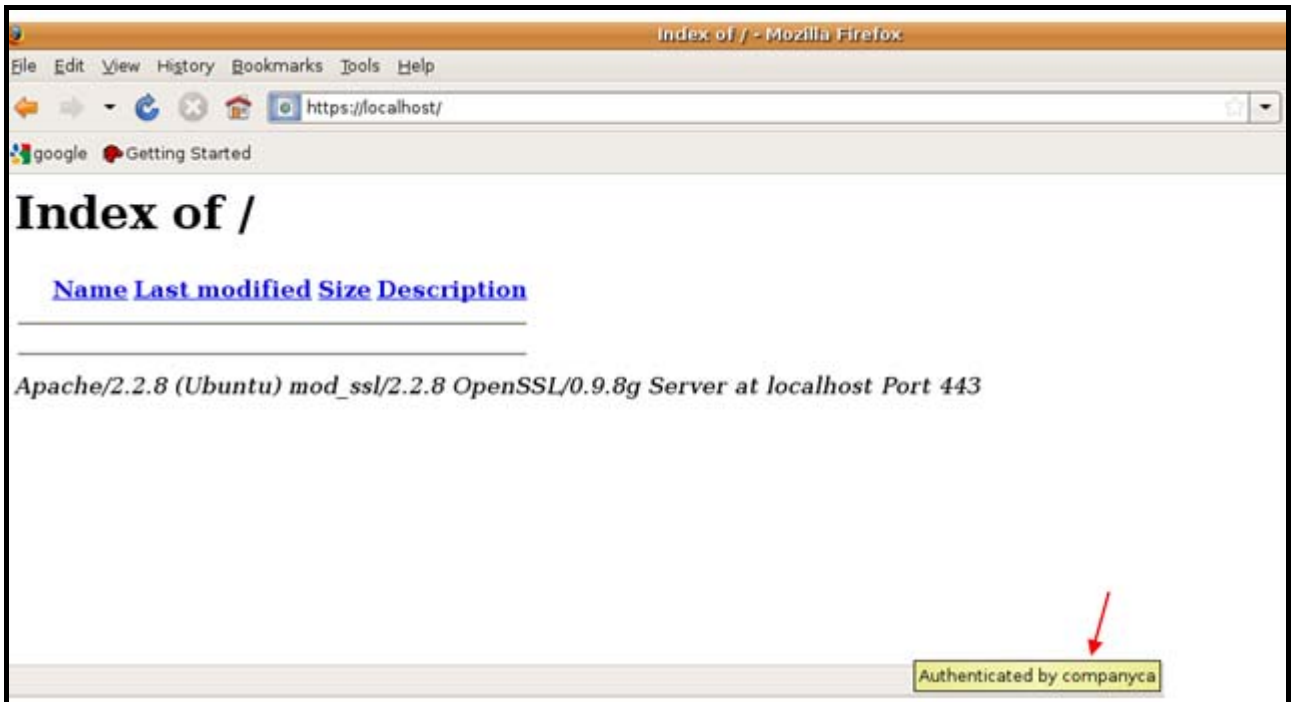 Index of / - Mozilla Firefox
File Edit View History Bookmarks Tools Help
https://localhost/
google Getting Started
Index of /
Name Last modified Size Description
Apache/2.2.8 (Ubuntu) mod_ssl/2.2.8 OpenSSL/0.9.8g Server at localhost Port 443
Authenticated by companyca